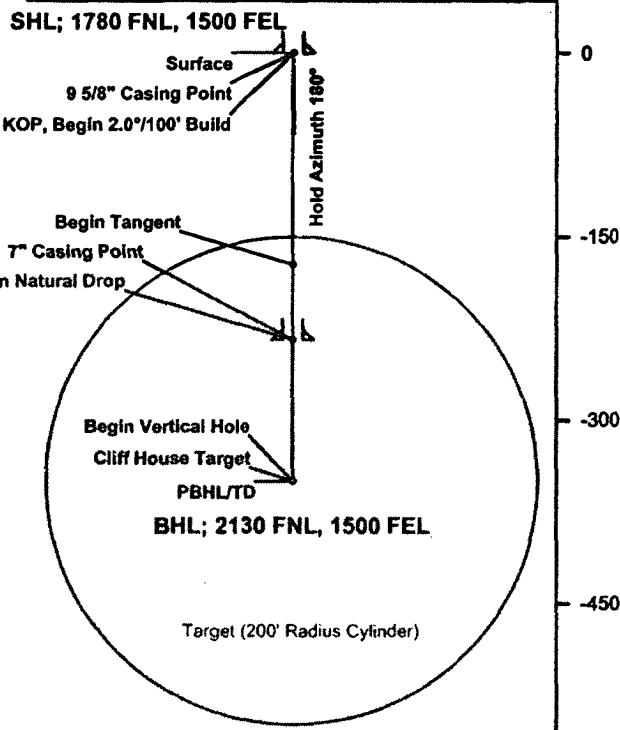 SHL; 1780 FNL, 1500 FEL
Surface
0
9 5/8" Casing Point
KOP, Begin 2.0°/100' Build
Hold Azimuth 180°
Begin Tangent
-150
7" Casing Point
n Natural Drop
-300
Begin Vertical Hole
Cliff House Target
PBHL/TD
BHL; 2130 FNL, 1500 FEL
-450
Target (200' Radius Cylinder)